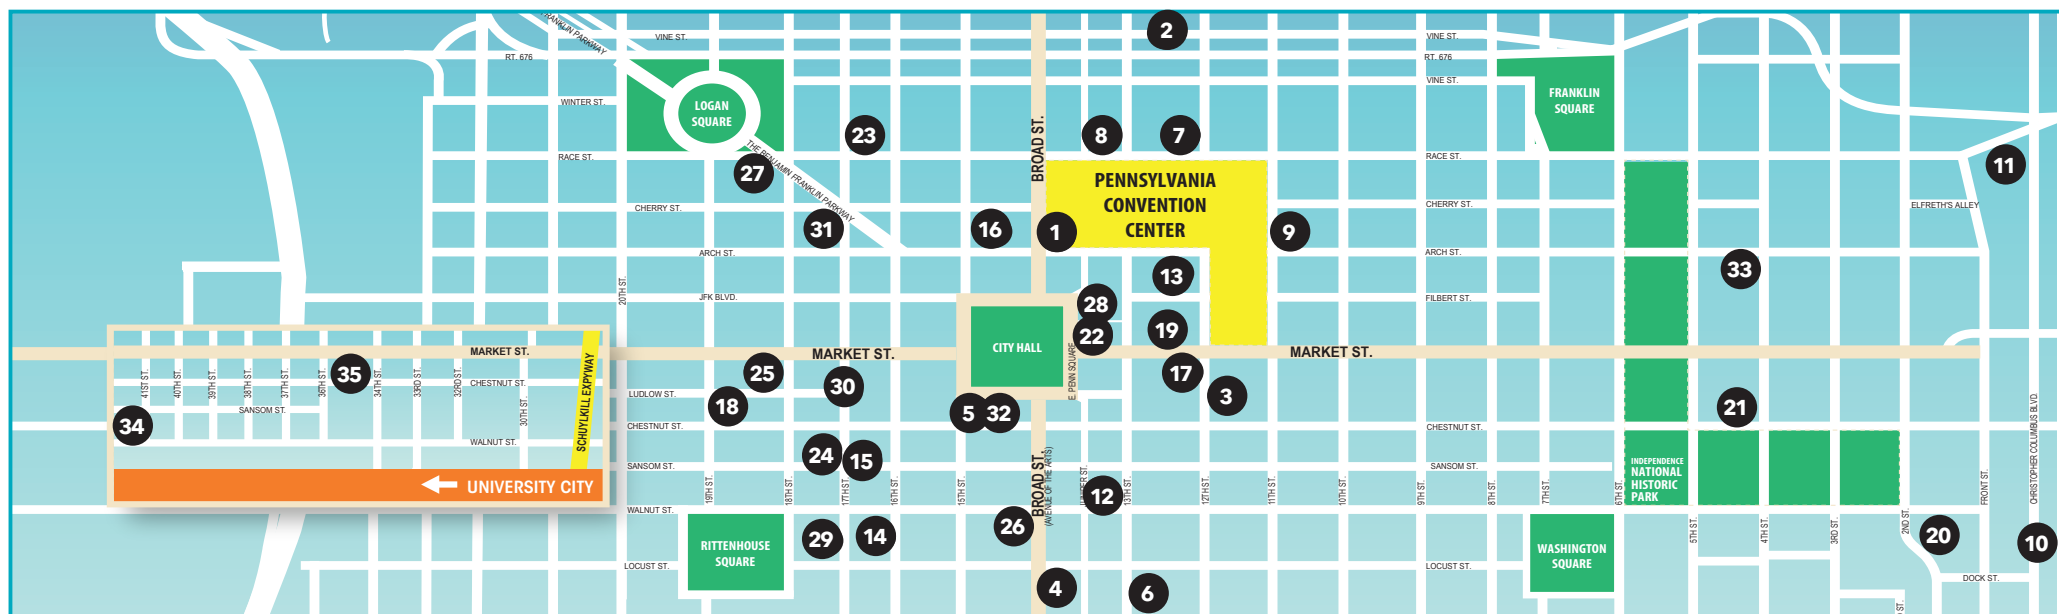 FRANKLIN PARKWAY
VINE ST.
2
VINE ST.
RT. 676
RT. 676
VINE ST.
WINTER ST.
LOGAN
SQUARE
FRANKLIN
SQUARE
23
BROAD ST.
8
7
RACE ST.
THE BENJAMIN FRANKLIN PARKWAY
27
RACE ST.
11
PENNSYLVANIA
CONVENTION
CENTER
CHERRY ST.
CHERRY ST.
ELFRETH'S ALLEY
31
16
1
9
ARCH ST.
ARCH ST.
13
33
20TH ST.
JFK BLVD.
28
FILBERT ST.
CITY HALL
22
19
E. PENN SQUARE
MARKET ST.
MARKET ST.
MARKET ST.
41ST ST.
40TH ST.
39TH ST.
38TH ST.
37TH ST.
36TH ST.
35
34TH ST.
33RD ST.
32RD ST.
CHESTNUT ST.
30TH ST.
SCHUYLKILL EXPYWAY
SANSOM ST.
34
WALNUT ST.
UNIVERSITY CITY
25
30
17
3
LUDLOW ST.
18
5
32
21
CHRISTOPHER COLUMBUS BLVD.
CHESTNUT ST.
CHESTNUT ST.
24
15
BROAD ST.
(AVENUE OF THE ARTS)
SANSOM ST.
SANSOM ST.
INDEPENDENCE
NATIONAL
HISTORIC
PARK
19TH ST.
18TH ST.
17TH ST.
16TH ST.
15TH ST.
12
13TH ST.
12TH ST.
11TH ST.
10TH ST.
9TH ST.
8TH ST.
7TH ST.
6TH ST.
FRONT ST.
WALNUT ST.
WALNUT ST.
5TH ST.
4TH ST.
3RD ST.
2ND ST.
26
29
14
20
10
RITTENHOUSE
SQUARE
WASHINGTON
SQUARE
LOCUST ST.
LOCUST ST.
DOCK ST.
4
6